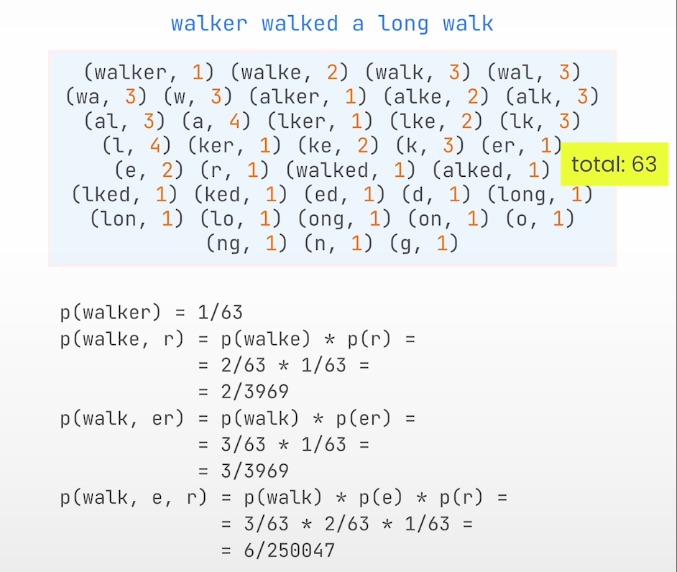 walker walked a long walk
(walker, 1) (walke, 2) (walk, 3) (wal, 3)
(wa, 3) (w, 3) (alker, 1) (alke, 2) (alk, 3)
(al, 3) (a, 4) (lker, 1) (lke, 2) (lk, 3)
(l, 4) (ker, 1) (ke, 2) (k, 3) (er, 1)
(e, 2) (r, 1) (walked, 1) (alked, 1)
total: 63
(lked, 1) (ked, 1) (ed, 1) (d, 1) (long, 1)
(lon, 1) (lo, 1) (ong, 1) (on, 1) (o, 1)
(ng, 1) (n, 1) (g, 1)
p(walker) = 1/63
p(walke, r) = p(walke) * p(r) =
= 2/63 * 1/63 =
= 2/3969
p(walk, er) = p(walk) * p(er) =
= 3/63 * 1/63 =
= 3/3969
p(walk, e, r) = p(walk) * p(e) * p(r) =
= 3/63 * 2/63 * 1/63 =
= 6/250047